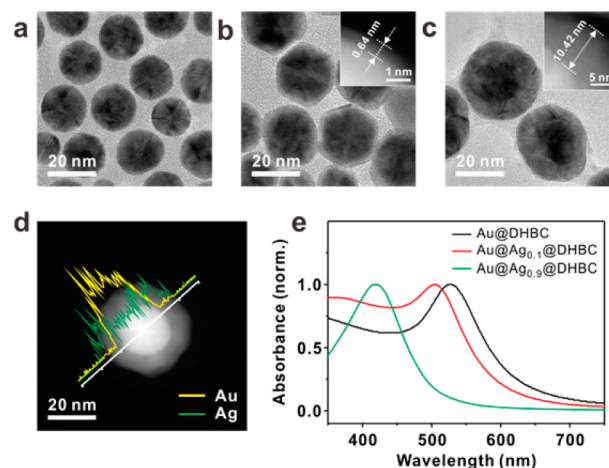 a
20 nm
b
0.64 nm
1 nm
20 nm
c
10.42 nm
5 nm
20 nm
d
Au
Ag
20 nm
e
Au@DHBC
Au@Ag0.1@DHBC
Au@Ag0.9@DHBC
Absorbance (norm.)
1.0
0.5
0.0
400 500 600 700
Wavelength (nm)